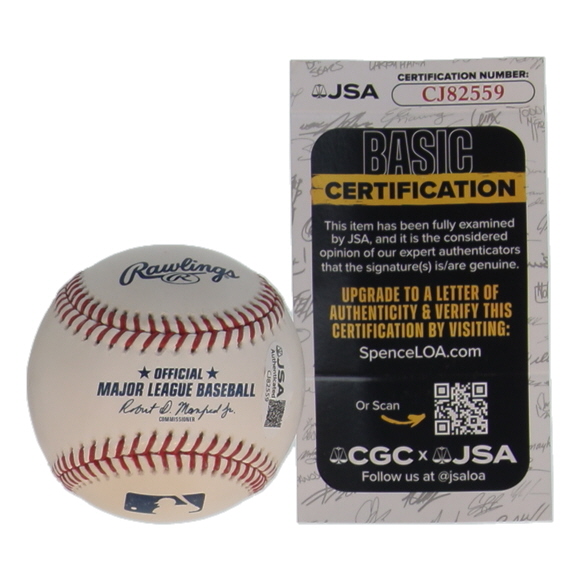 Rawlings
R
★ OFFICIAL ★
MAJOR LEAGUE BASEBALL
Robert D. Manfred Jr.
COMMISSIONER
JSA
Authenticated
CJ82559
JSA
CERTIFICATION NUMBER:
CJ82559
BASIC
CERTIFICATION
This item has been fully examined
by JSA, and it is the considered
opinion of our expert authenticators
that the signature(s) is/are genuine.
UPGRADE TO A LETTER OF
AUTHENTICITY & VERIFY THIS
CERTIFICATION BY VISITING:
SpenceLOA.com
Or Scan
CGC x JSA
Follow us at @jsaloa